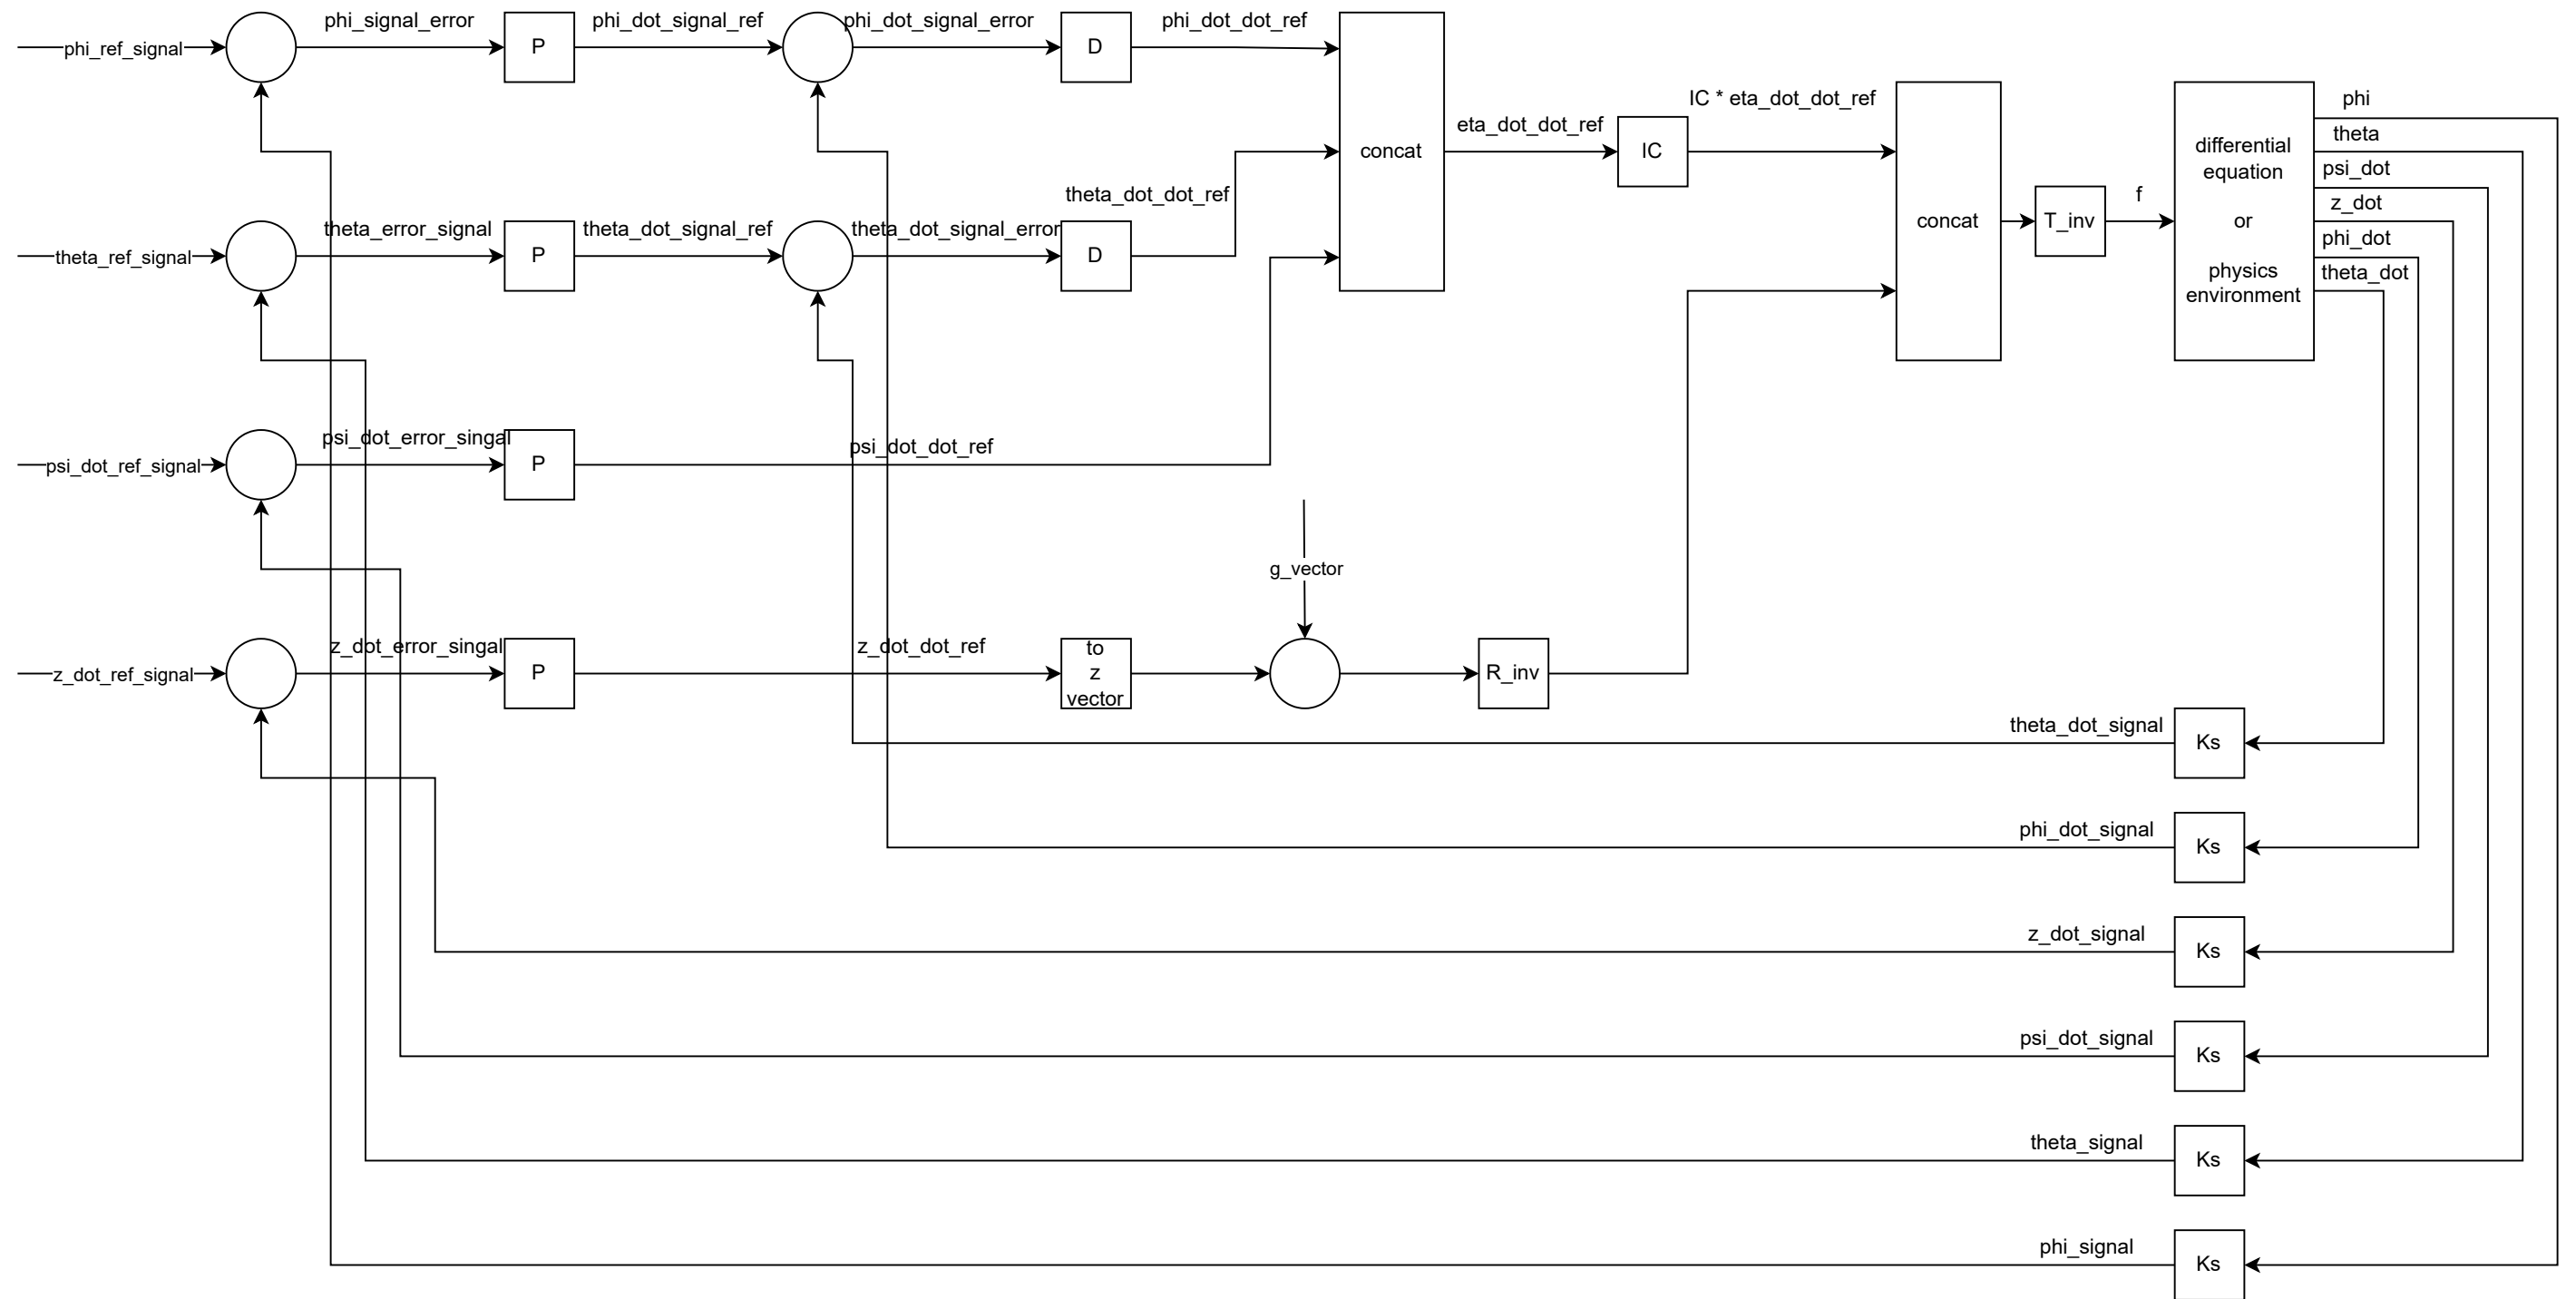 phi_ref_signal
phi_signal_error
P
phi_dot_signal_ref
phi_dot_signal_error
D
phi_dot_dot_ref
concat
eta_dot_dot_ref
IC
IC * eta_dot_dot_ref
concat
T_inv
f
differential
equation
or
physics
environment
phi
theta
psi_dot
z_dot
phi_dot
theta_dot
theta_ref_signal
theta_error_signal
P
theta_dot_signal_ref
theta_dot_signal_error
D
theta_dot_dot_ref
psi_dot_ref_signal
psi_dot_error_singal
P
psi_dot_dot_ref
g_vector
z_dot_ref_signal
z_dot_error_singal
P
z_dot_dot_ref
to
z
vector
R_inv
theta_dot_signal
Ks
phi_dot_signal
Ks
z_dot_signal
Ks
psi_dot_signal
Ks
theta_signal
Ks
phi_signal
Ks